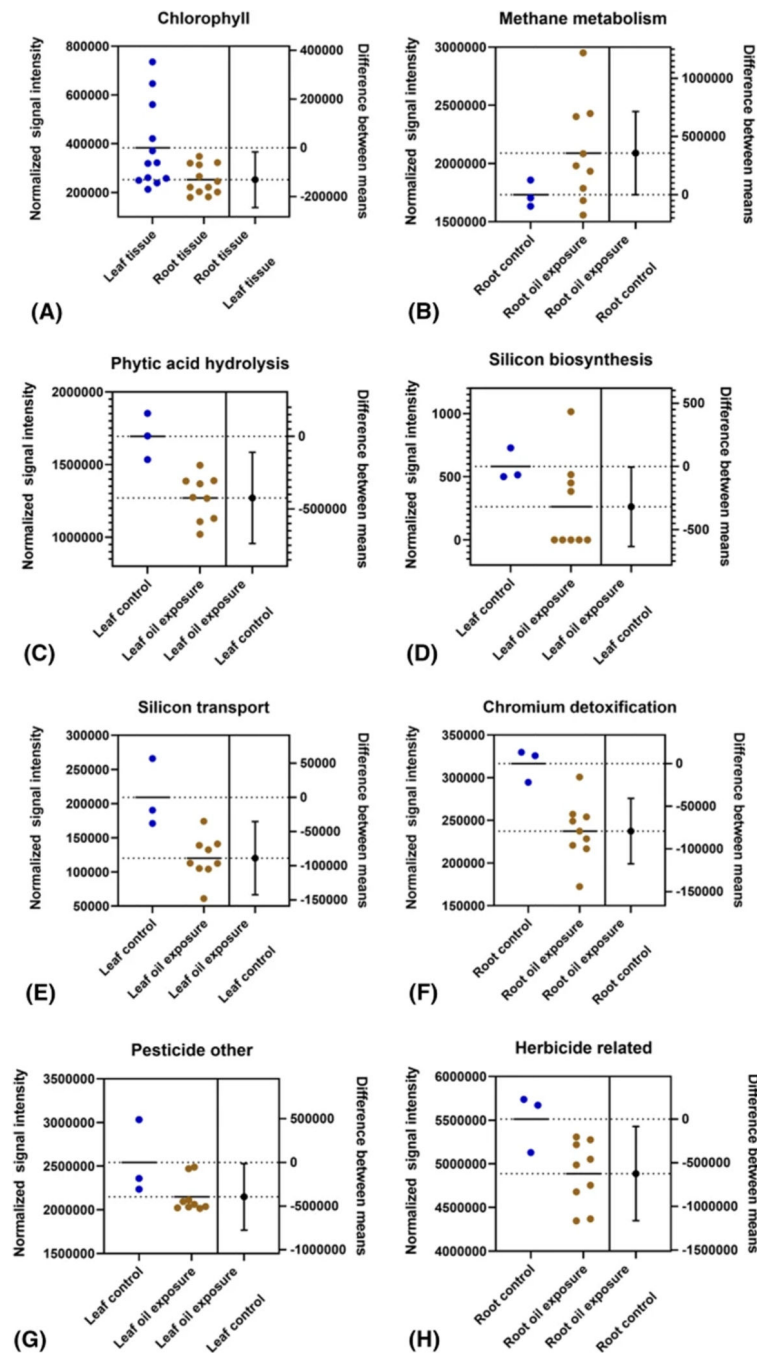 Chlorophyll
Normalized signal intensity
800000
600000
400000
200000
400000
200000
0
-200000
Difference between means
Leaf tissue
Root tissue
Root tissue
Leaf tissue
(A)
Methane metabolism
Normalized signal intensity
3000000
2500000
2000000
1500000
1000000
500000
0
Difference between means
Root control
Root oil exposure
Root oil exposure
Root control
(B)
Phytic acid hydrolysis
Normalized signal intensity
2000000
1500000
1000000
0
-500000
Difference between means
Leaf control
Leaf oil exposure
Leaf oil exposure
Leaf control
(C)
Silicon biosynthesis
Normalized signal intensity
1000
500
0
500
0
-500
Difference between means
Leaf control
Leaf oil exposure
Leaf oil exposure
Leaf control
(D)
Silicon transport
Normalized signal intensity
300000
250000
200000
150000
100000
50000
50000
0
-50000
-100000
-150000
Difference between means
Leaf control
Leaf oil exposure
Leaf oil exposure
Leaf control
(E)
Chromium detoxification
Normalized signal intensity
350000
300000
250000
200000
150000
0
-50000
-100000
-150000
Difference between means
Root control
Root oil exposure
Root oil exposure
Root control
(F)
Pesticide other
Normalized signal intensity
3500000
3000000
2500000
2000000
1500000
500000
0
-500000
-1000000
Difference between means
Leaf control
Leaf oil exposure
Leaf oil exposure
Leaf control
(G)
Herbicide related
Normalized signal intensity
6000000
5500000
5000000
4500000
4000000
0
-500000
-1000000
-1500000
Difference between means
Root control
Root oil exposure
Root oil exposure
Root control
(H)